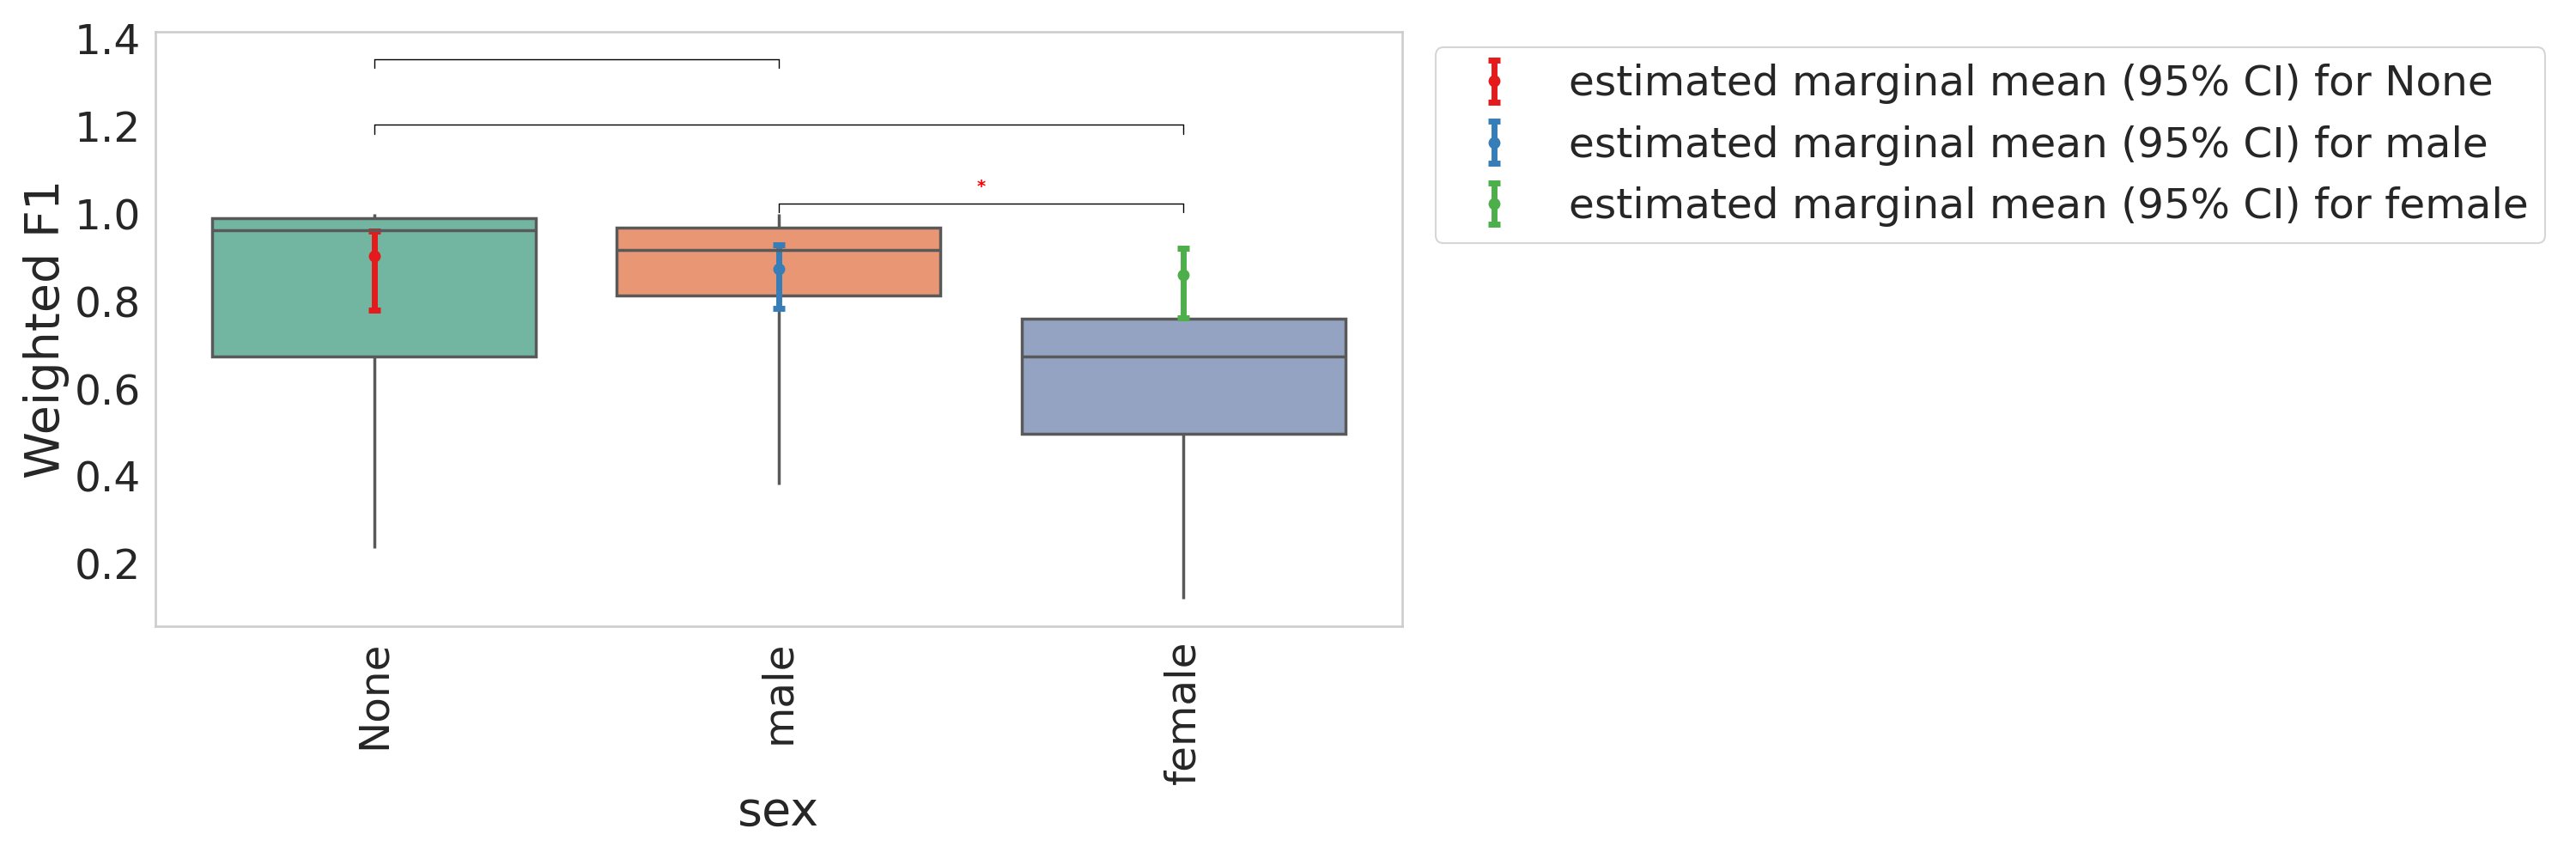 1.4
1.2
1.0
0.8
0.6
0.4
0.2
Weighted F1
*
None
male
female
sex
estimated marginal mean (95% CI) for None
estimated marginal mean (95% CI) for male
estimated marginal mean (95% CI) for female